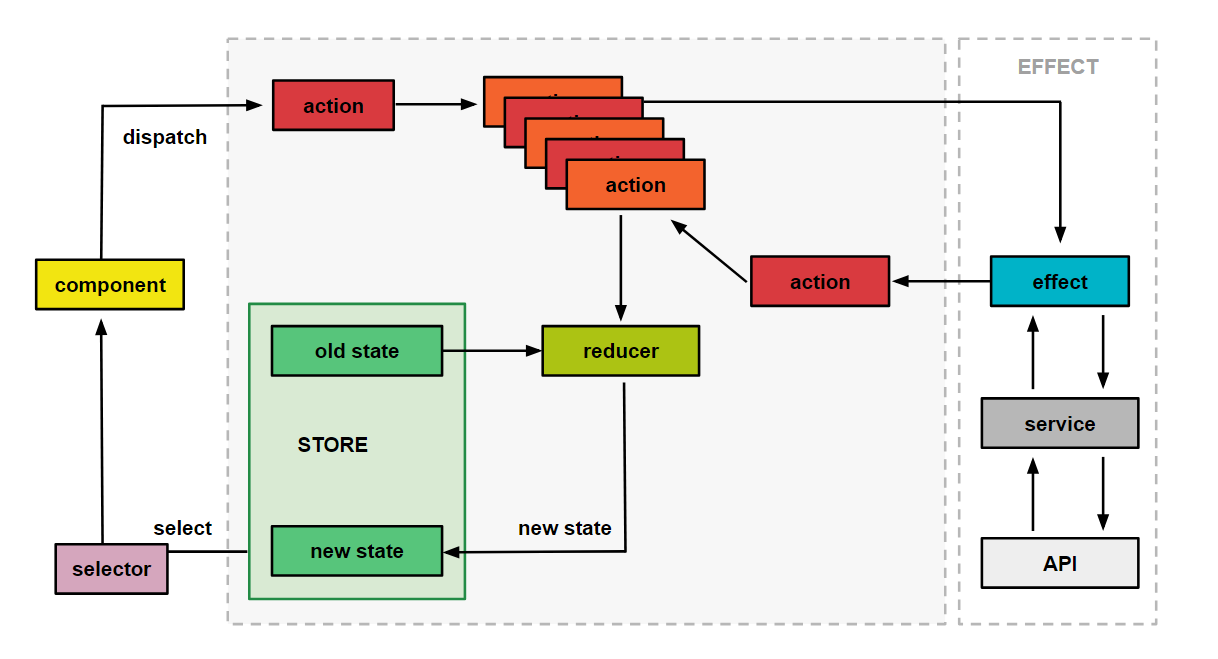 EFFECT
action
dispatch
action
component
action
effect
old state
reducer
service
STORE
select
new state
new state
selector
API